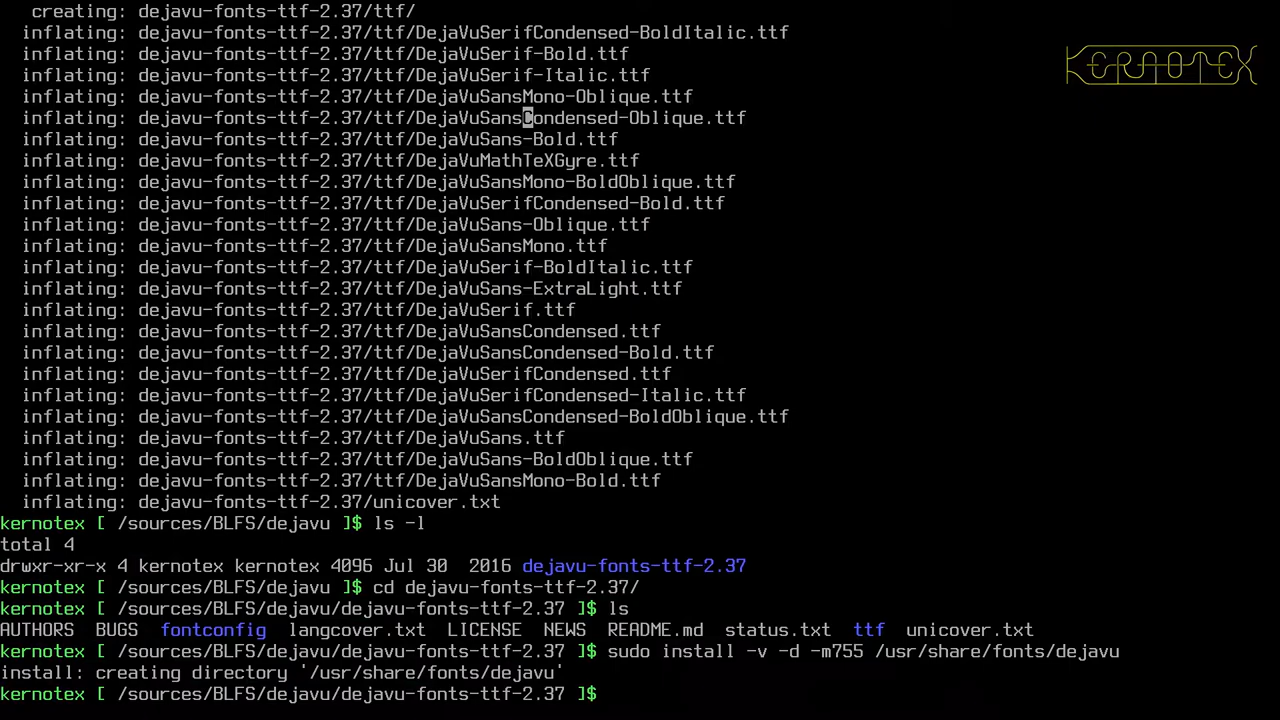 creating: dejavu-fonts-ttf-2.37/ttf/
inflating: dejavu-fonts-ttf-2.37/ttf/DejaVuSerifCondensed-BoldItalic.ttf
KERNOTEX
inflating: dejavu-fonts-ttf-2.37/ttf/DejaVuSerif-Bold.ttf
inflating: dejavu-fonts-ttf-2.37/ttf/DejaVuSerif-Italic.ttf
inflating: dejavu-fonts-ttf-2.37/ttf/DejaVuSansMono-Oblique.ttf
inflating: dejavu-fonts-ttf-2.37/ttf/DejaVuSansCondensed-Oblique.ttf
inflating: dejavu-fonts-ttf-2.37/ttf/DejaVuSans-Bold.ttf
inflating: dejavu-fonts-ttf-2.37/ttf/DejaVuMathTeXGyre.ttf
inflating: dejavu-fonts-ttf-2.37/ttf/DejaVuSansMono-BoldOblique.ttf
inflating: dejavu-fonts-ttf-2.37/ttf/DejaVuSerifCondensed-Bold.ttf
inflating: dejavu-fonts-ttf-2.37/ttf/DejaVuSans-Oblique.ttf
inflating: dejavu-fonts-ttf-2.37/ttf/DejaVuSansMono.ttf
inflating: dejavu-fonts-ttf-2.37/ttf/DejaVuSerif-BoldItalic.ttf
inflating: dejavu-fonts-ttf-2.37/ttf/DejaVuSans-ExtraLight.ttf
inflating: dejavu-fonts-ttf-2.37/ttf/DejaVuSerif.ttf
inflating: dejavu-fonts-ttf-2.37/ttf/DejaVuSansCondensed.ttf
inflating: dejavu-fonts-ttf-2.37/ttf/DejaVuSansCondensed-Bold.ttf
inflating: dejavu-fonts-ttf-2.37/ttf/DejaVuSerifCondensed.ttf
inflating: dejavu-fonts-ttf-2.37/ttf/DejaVuSerifCondensed-Italic.ttf
inflating: dejavu-fonts-ttf-2.37/ttf/DejaVuSansCondensed-BoldOblique.ttf
inflating: dejavu-fonts-ttf-2.37/ttf/DejaVuSans.ttf
inflating: dejavu-fonts-ttf-2.37/ttf/DejaVuSans-BoldOblique.ttf
inflating: dejavu-fonts-ttf-2.37/ttf/DejaVuSansMono-Bold.ttf
inflating: dejavu-fonts-ttf-2.37/unicover.txt
kernotex [ /sources/BLFS/dejavu ]$ ls -l
total 4
drwxr-xr-x 4 kernotex kernotex 4096 Jul 30  2016 dejavu-fonts-ttf-2.37
kernotex [ /sources/BLFS/dejavu ]$ cd dejavu-fonts-ttf-2.37/
kernotex [ /sources/BLFS/dejavu/dejavu-fonts-ttf-2.37 ]$ ls
AUTHORS  BUGS  fontconfig  langcover.txt  LICENSE  NEWS  README.md  status.txt  ttf  unicover.txt
kernotex [ /sources/BLFS/dejavu/dejavu-fonts-ttf-2.37 ]$ sudo install -v -d -m755 /usr/share/fonts/dejavu
install: creating directory '/usr/share/fonts/dejavu'
kernotex [ /sources/BLFS/dejavu/dejavu-fonts-ttf-2.37 ]$